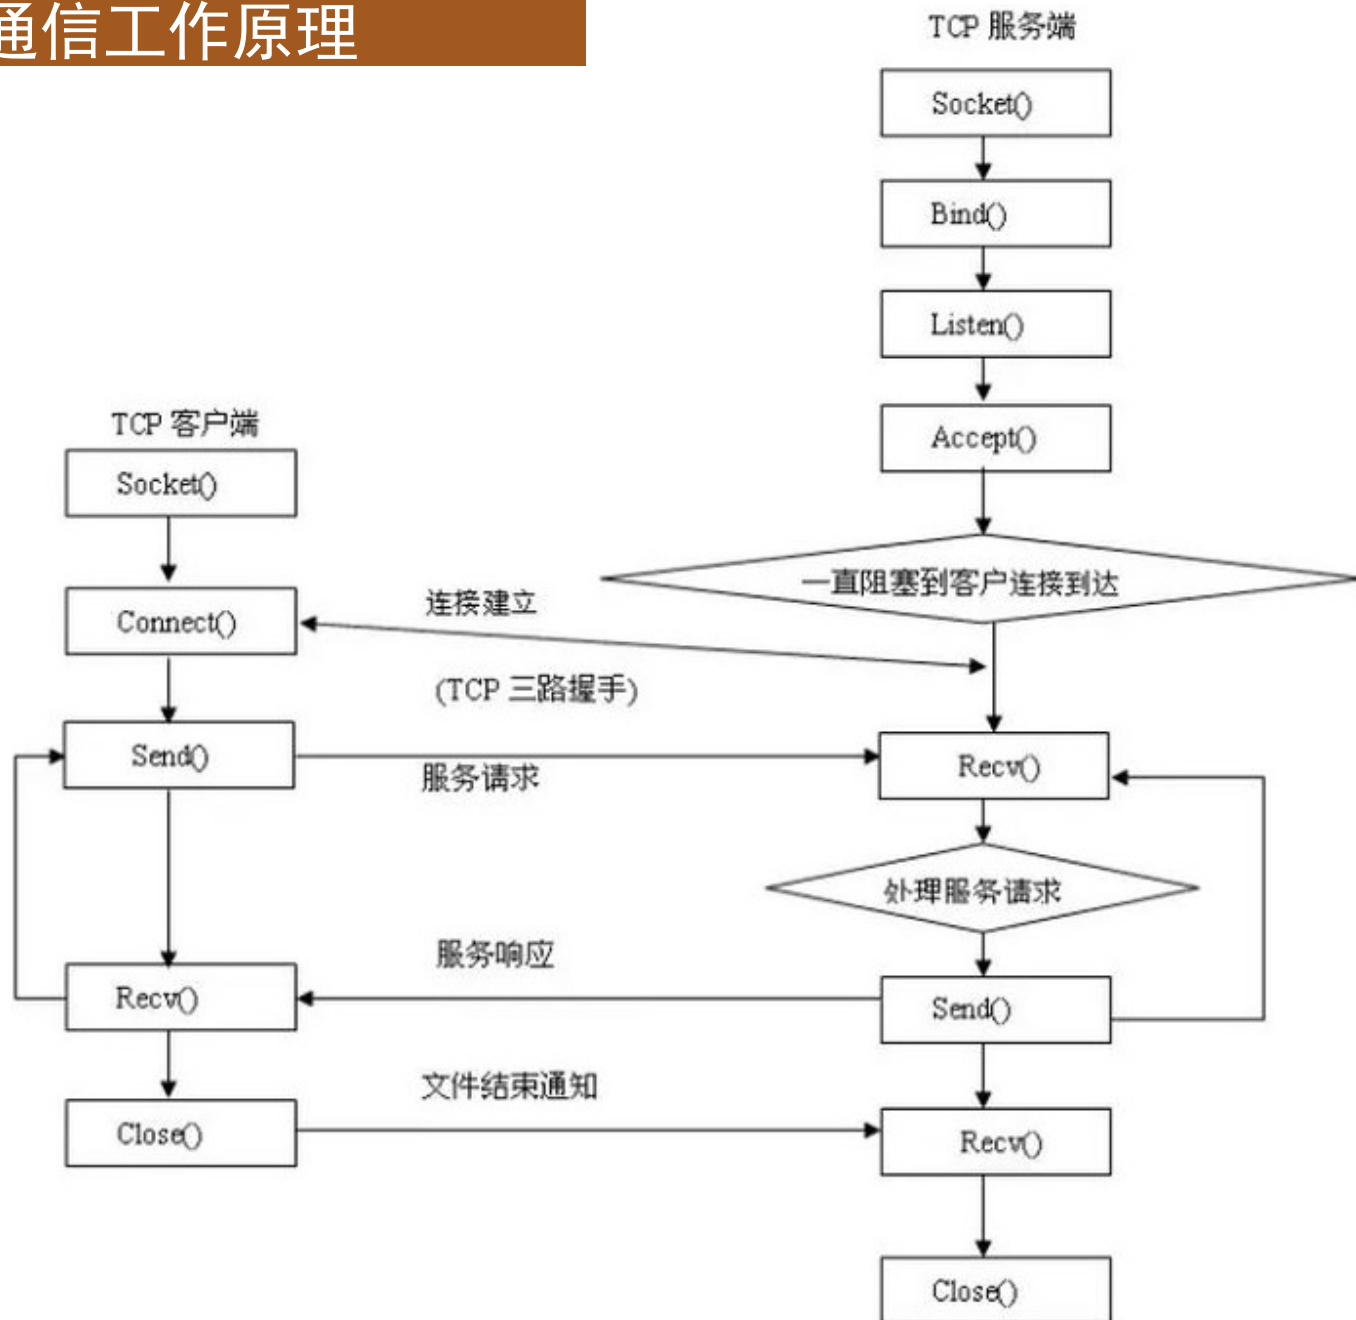 通信工作原理
TCP 服务端
Socket()
Bind()
Listen()
Accept()
一直阻塞到客户连接到达
TCP 客户端
Socket()
Connect()
连接建立
(TCP 三路握手)
Send()
服务请求
Recv()
处理服务请求
服务响应
Recv()
Send()
文件结束通知
Close()
Recv()
Close()